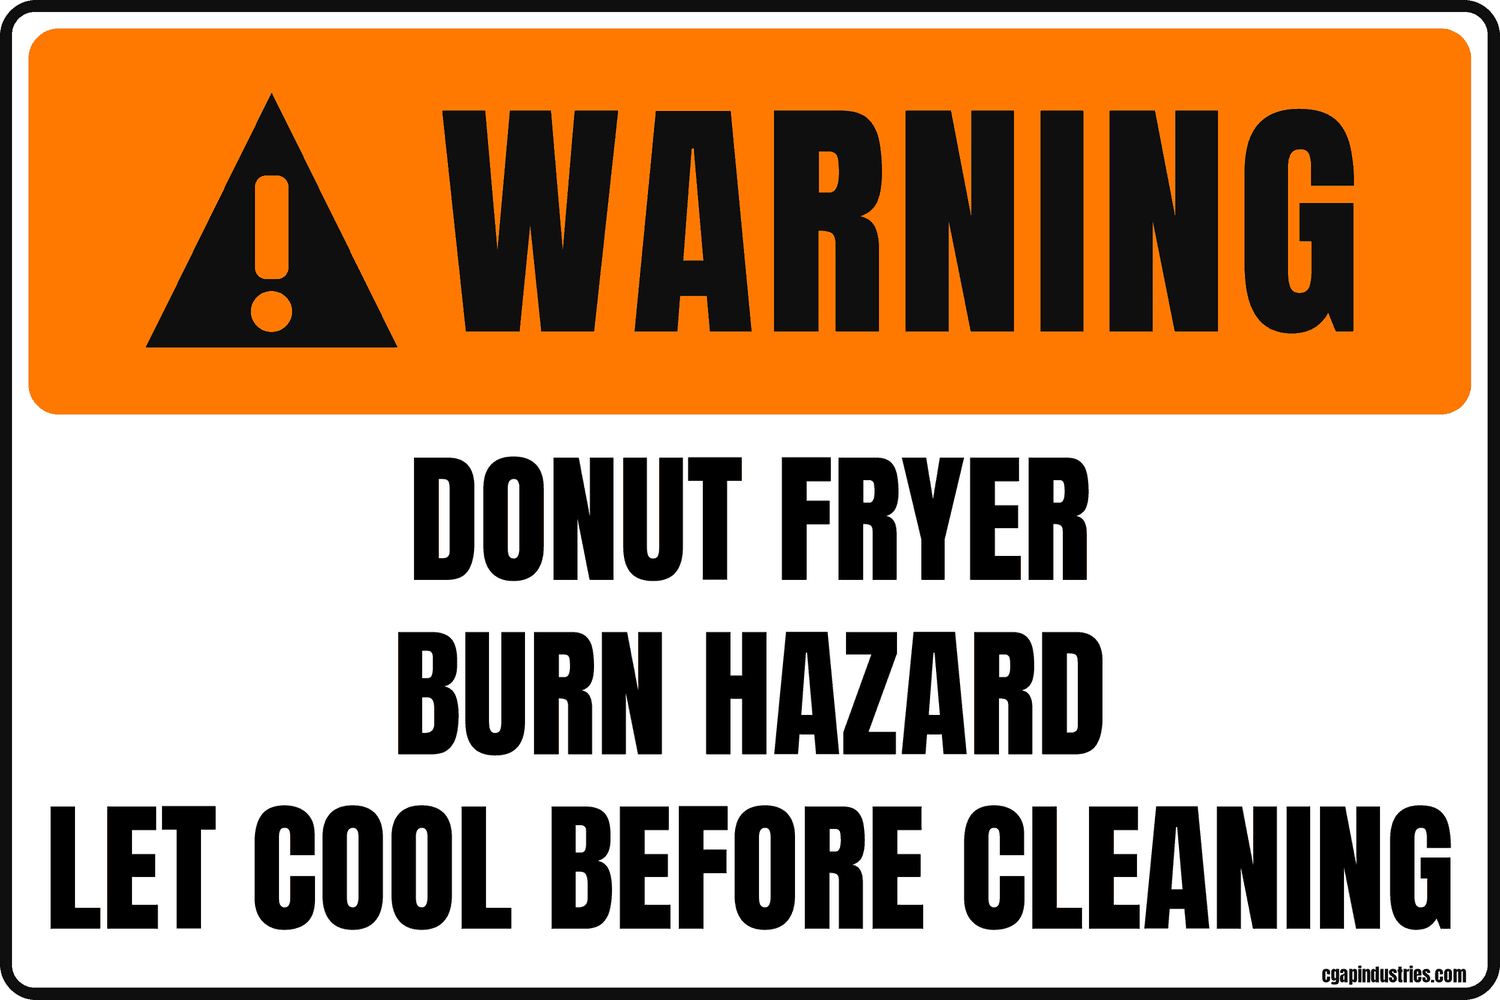 WARNING
DONUT FRYER
BURN HAZARD
LET COOL BEFORE CLEANING
cgapindustries.com